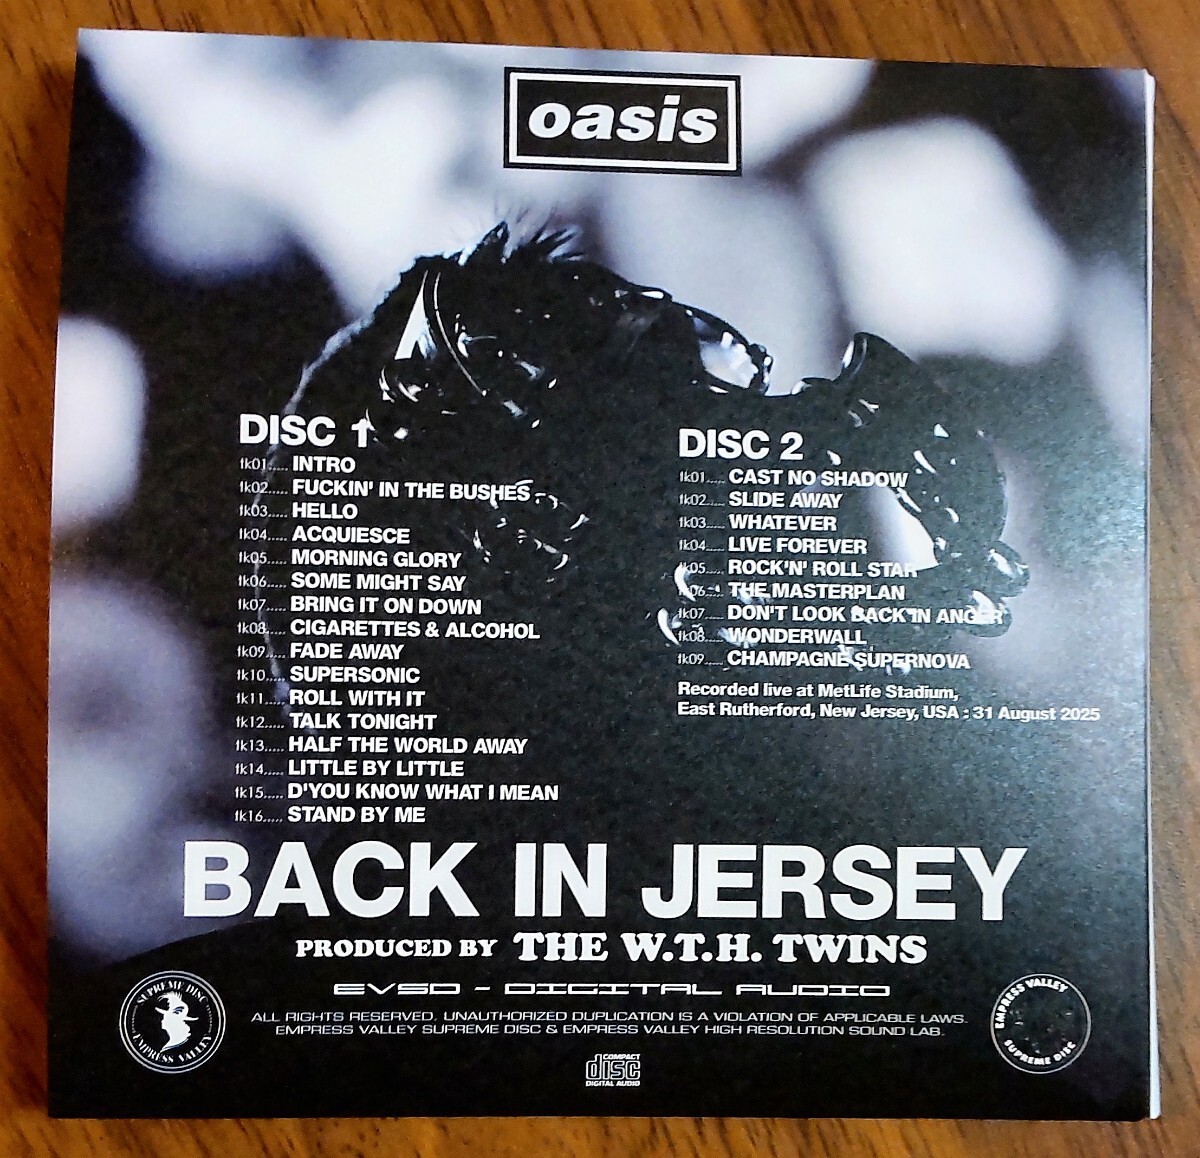 oasis
DISC 1
tk01..... INTRO
tk02..... FUCKIN' IN THE BUSHES
tk03..... HELLO
tk04..... ACQUIESCE
tk05..... MORNING GLORY
tk06..... SOME MIGHT SAY
tk07..... BRING IT ON DOWN
tk08..... CIGARETTES & ALCOHOL
tk09..... FADE AWAY
tk10..... SUPERSONIC
tk11..... ROLL WITH IT
tk12..... TALK TONIGHT
tk13..... HALF THE WORLD AWAY
tk14..... LITTLE BY LITTLE
tk15..... D'YOU KNOW WHAT I MEAN
tk16..... STAND BY ME
DISC 2
tk01..... CAST NO SHADOW
tk02..... SLIDE AWAY
tk03..... WHATEVER
tk04..... LIVE FOREVER
tk05..... ROCK'N' ROLL STAR
tk06..... THE MASTERPLAN
tk07..... DON'T LOOK BACK IN ANGER
tk08..... WONDERWALL
tk09..... CHAMPAGNE SUPERNOVA
Recorded live at MetLife Stadium,
East Rutherford, New Jersey, USA : 31 August 2025
BACK IN JERSEY
PRODUCED BY THE W.T.H. TWINS
EVSD - DIGITAL AUDIO
ALL RIGHTS RESERVED. UNAUTHORIZED DUPLICATION IS A VIOLATION OF APPLICABLE LAWS.
EMPRESS VALLEY SUPREME DISC & EMPRESS VALLEY HIGH RESOLUTION SOUND LAB.
SUPREME DISC
EMPRESS VALLEY
EMPRESS VALLEY
SUPREME DISC
COMPACT
disc
DIGITAL AUDIO